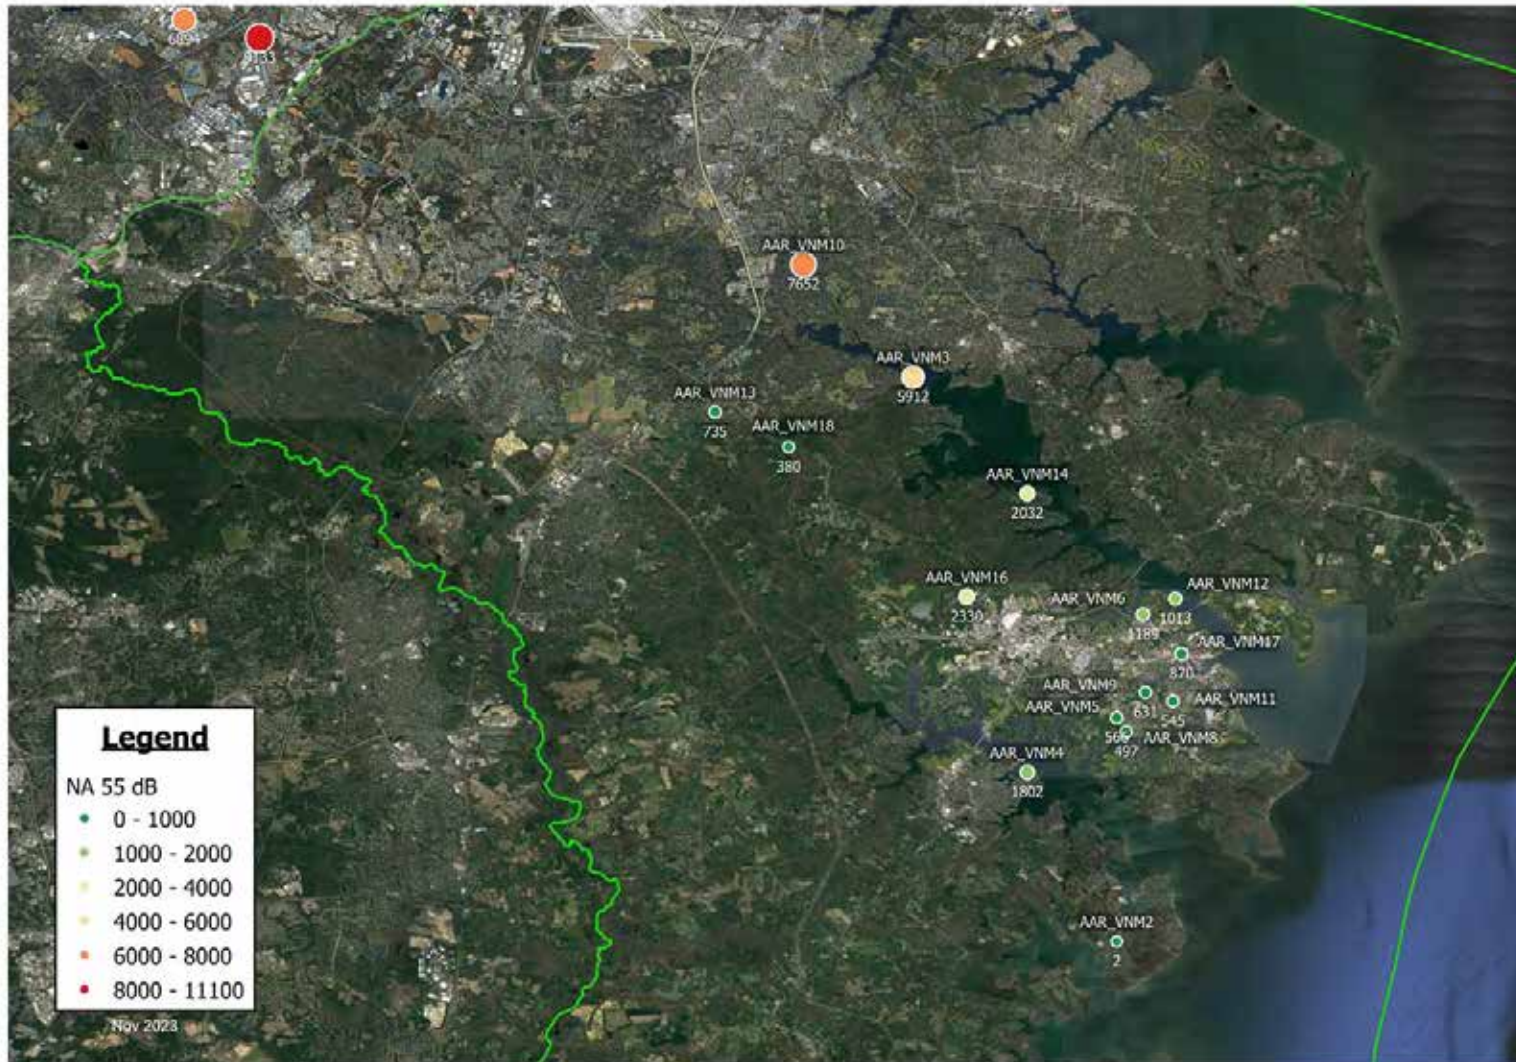 AAR_VNM10
7652
AAR_VNM3
5912
AAR_VNM13
735
AAR_VNM18
380
AAR_VNM14
2032
AAR_VNM16
2330
AAR_VNM6
1189
AAR_VNM12
1013
AAR_VNM17
870
AAR_VNM9
631
AAR_VNM11
545
AAR_VNM5
AAR_VNM8
497
AAR_VNM4
1802
AAR_VNM2
2
Legend
NA 55 dB
0 - 1000
1000 - 2000
2000 - 4000
4000 - 6000
6000 - 8000
8000 - 11100
Nov 2023